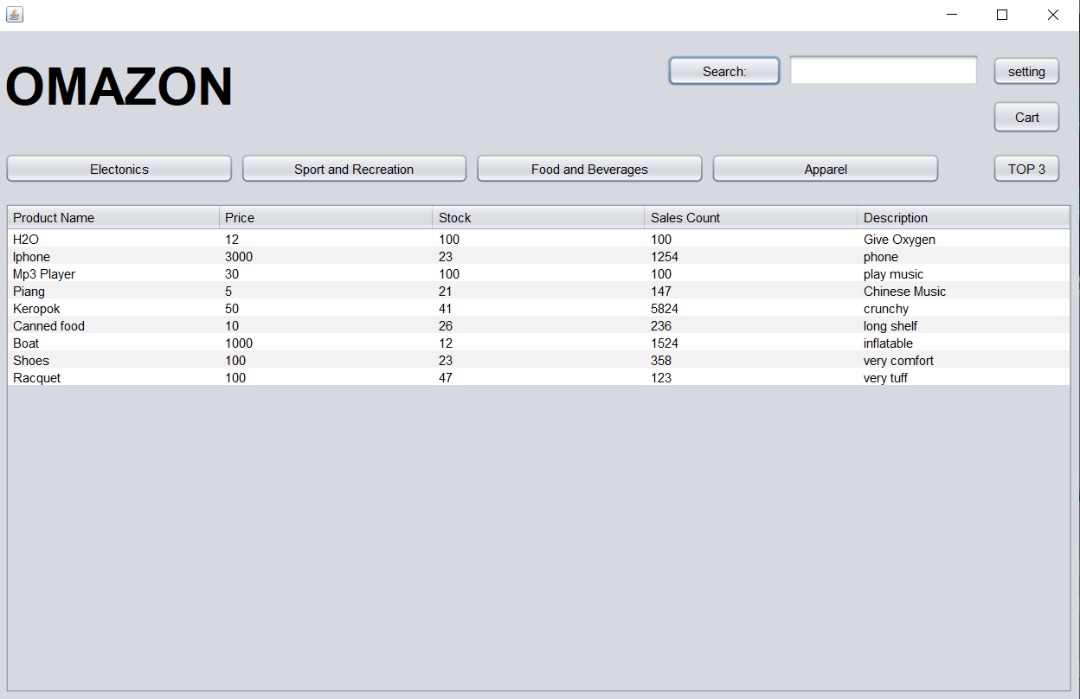 OMAZON
Search:
setting
Cart
Electonics Sport and Recreation Food and Beverages Apparel TOP 3
Product Name Price Stock Sales Count Description
H2O 12 100 100 Give Oxygen
Iphone 3000 23 1254 phone
Mp3 Player 30 100 100 play music
Piang 5 21 147 Chinese Music
Keropok 50 41 5824 crunchy
Canned food 10 26 236 long shelf
Boat 1000 12 1524 inflatable
Shoes 100 23 358 very comfort
Racquet 100 47 123 very tuff